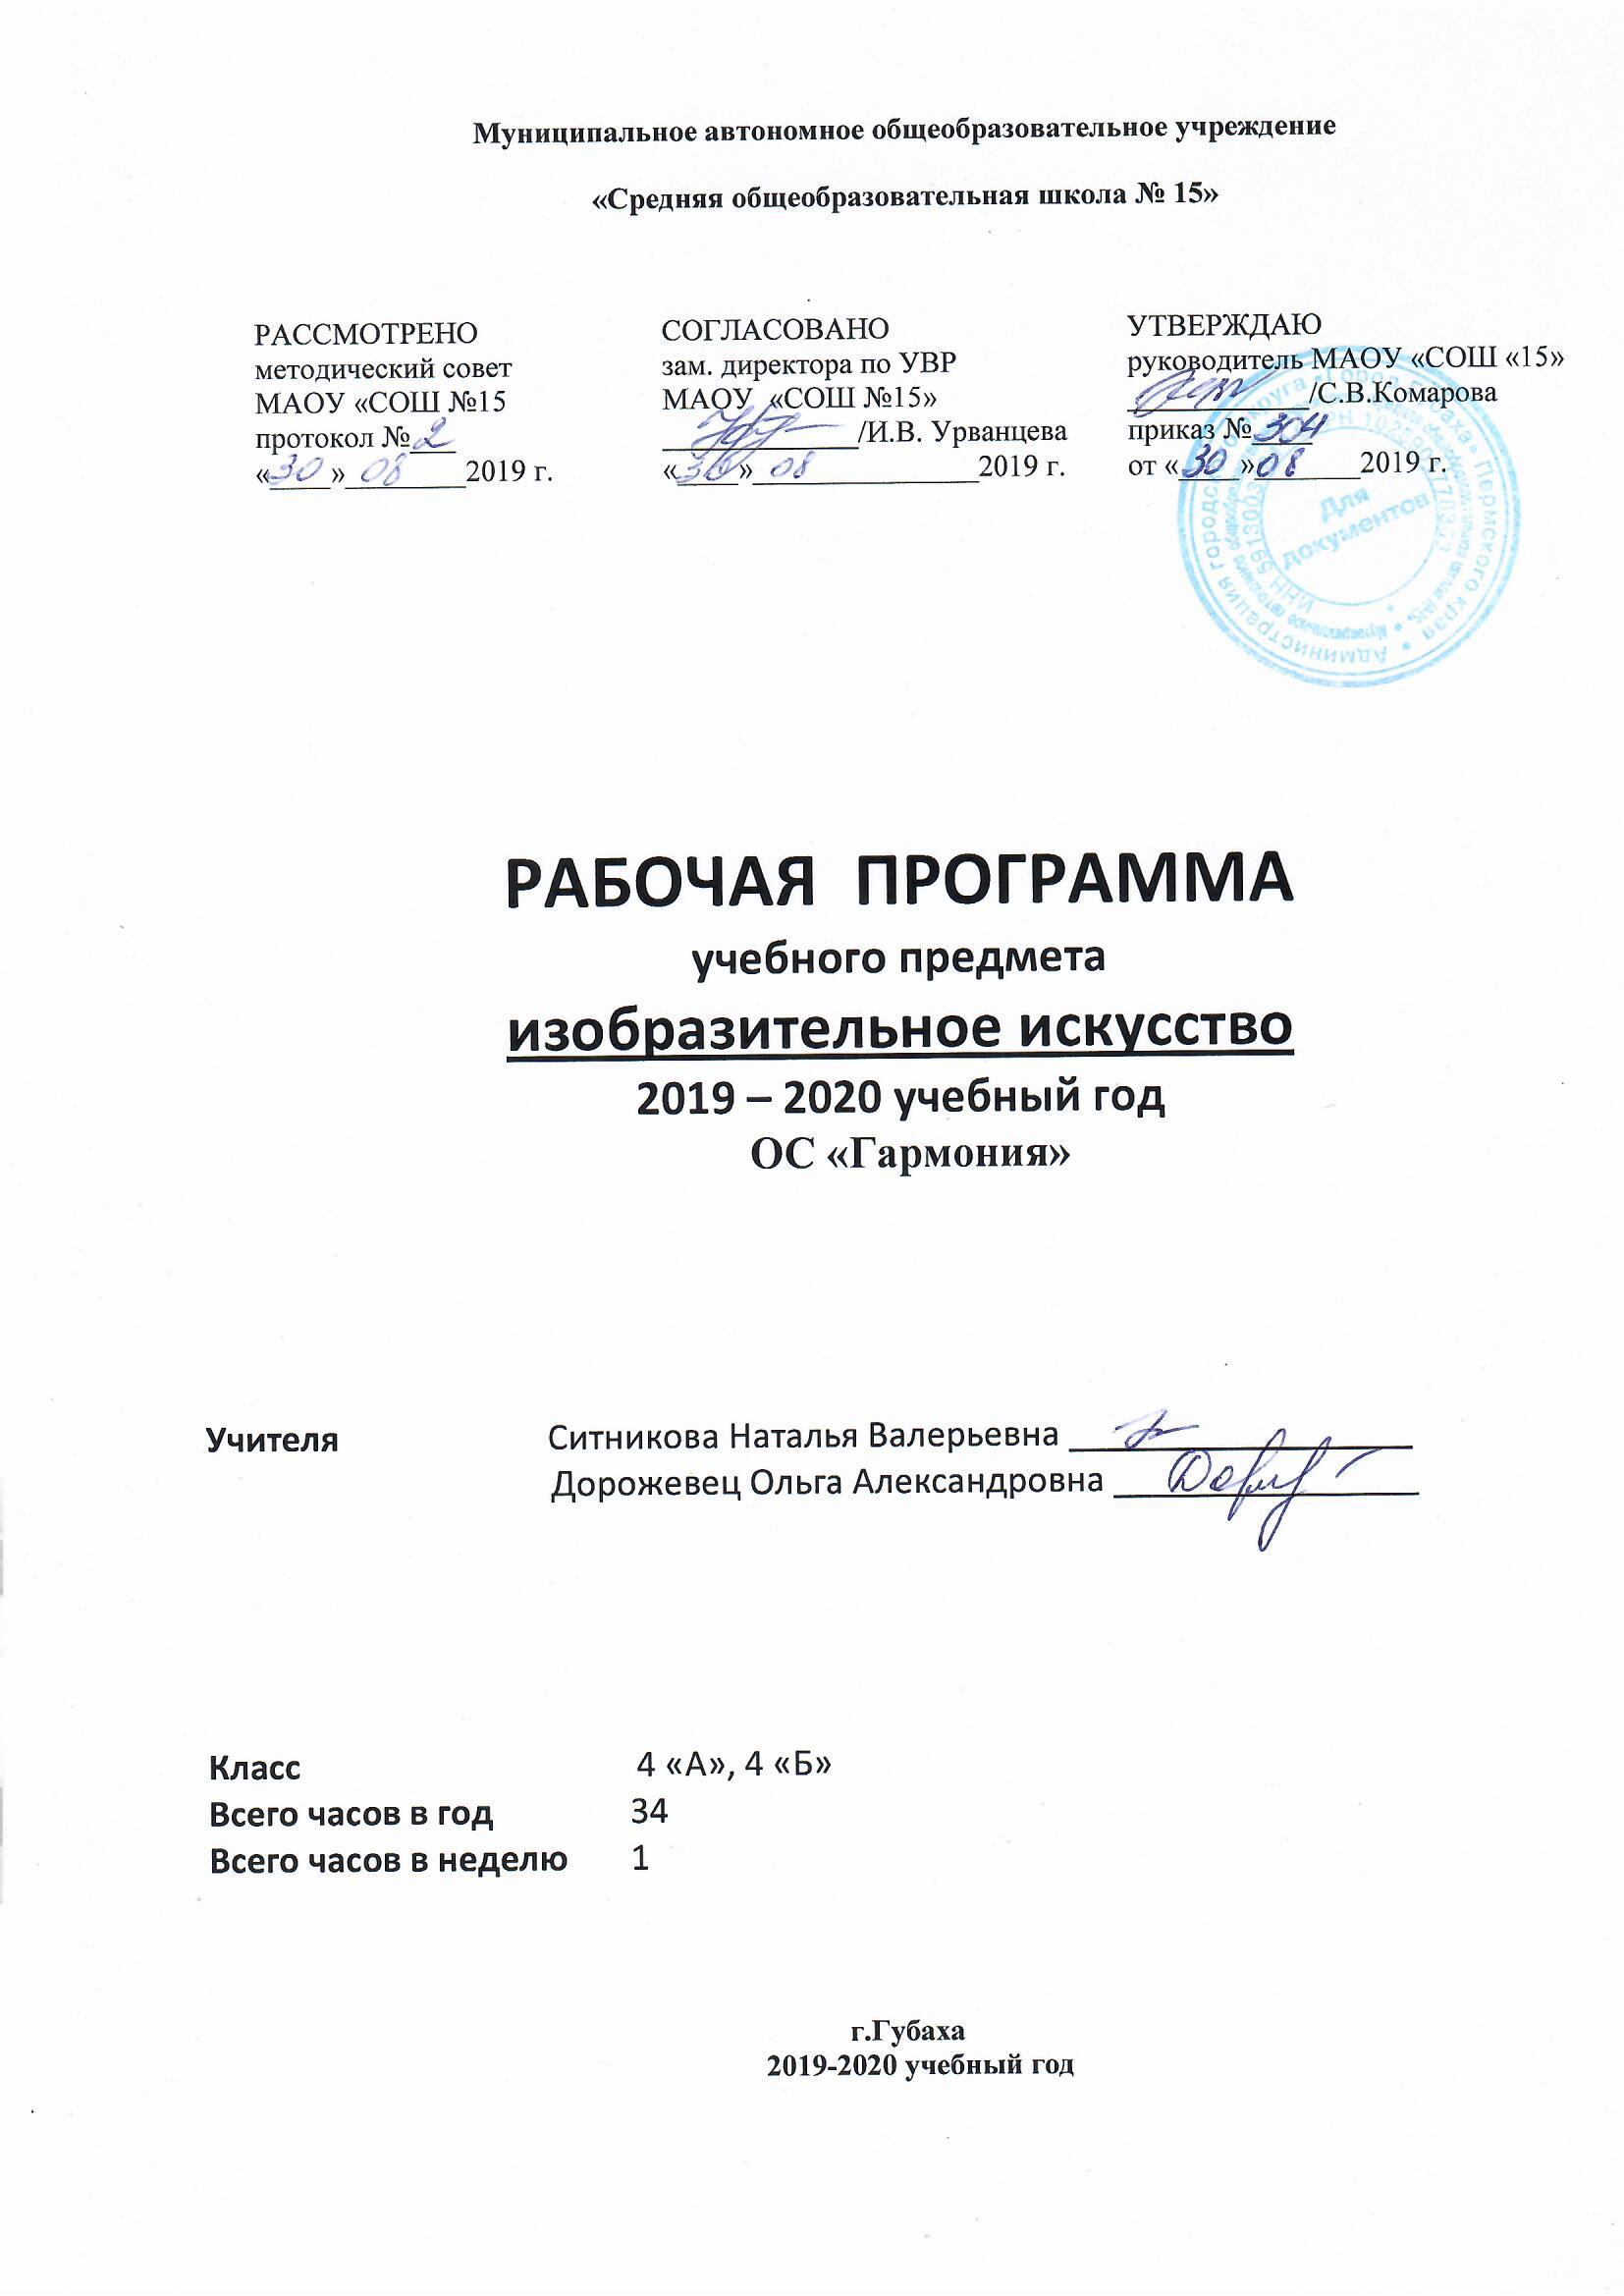 Муниципальное автономное общеобразовательное учреждение
«Средняя общеобразовательная школа № 15»
РАССМОТРЕНО
методический совет
МАОУ «СОШ №15
протокол № 2
«30» 08 2019 г.
СОГЛАСОВАНО
зам. директора по УВР
МАОУ «СОШ №15»
/И.В. Урванцева
«30» 08 2019 г.
УТВЕРЖДАЮ
руководитель МАОУ «СОШ «15»
/С.В.Комарова
приказ № 304
от «30» 08 2019 г.
Для
документов
РАБОЧАЯ ПРОГРАММА
учебного предмета
изобразительное искусство
2019 – 2020 учебный год
ОС «Гармония»
Учителя Ситникова Наталья Валерьевна
Дорожевец Ольга Александровна
Класс 4 «А», 4 «Б»
Всего часов в год 34
Всего часов в неделю 1
г.Губаха
2019-2020 учебный год